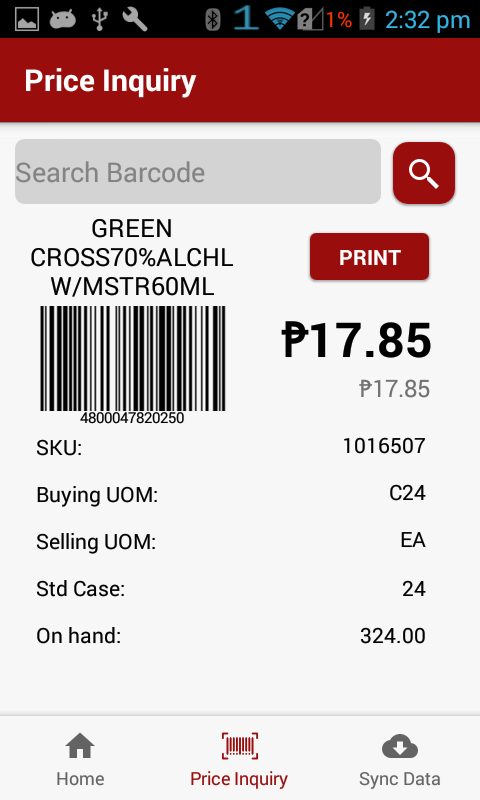 1 ? 1% 2:32 pm
Price Inquiry
Search Barcode
GREEN
CROSS70%ALCHL
W/MSTR60ML
PRINT
4800047820250
₱17.85
₱17.85
SKU: 1016507
Buying UOM: C24
Selling UOM: EA
Std Case: 24
On hand: 324.00
Home Price Inquiry Sync Data